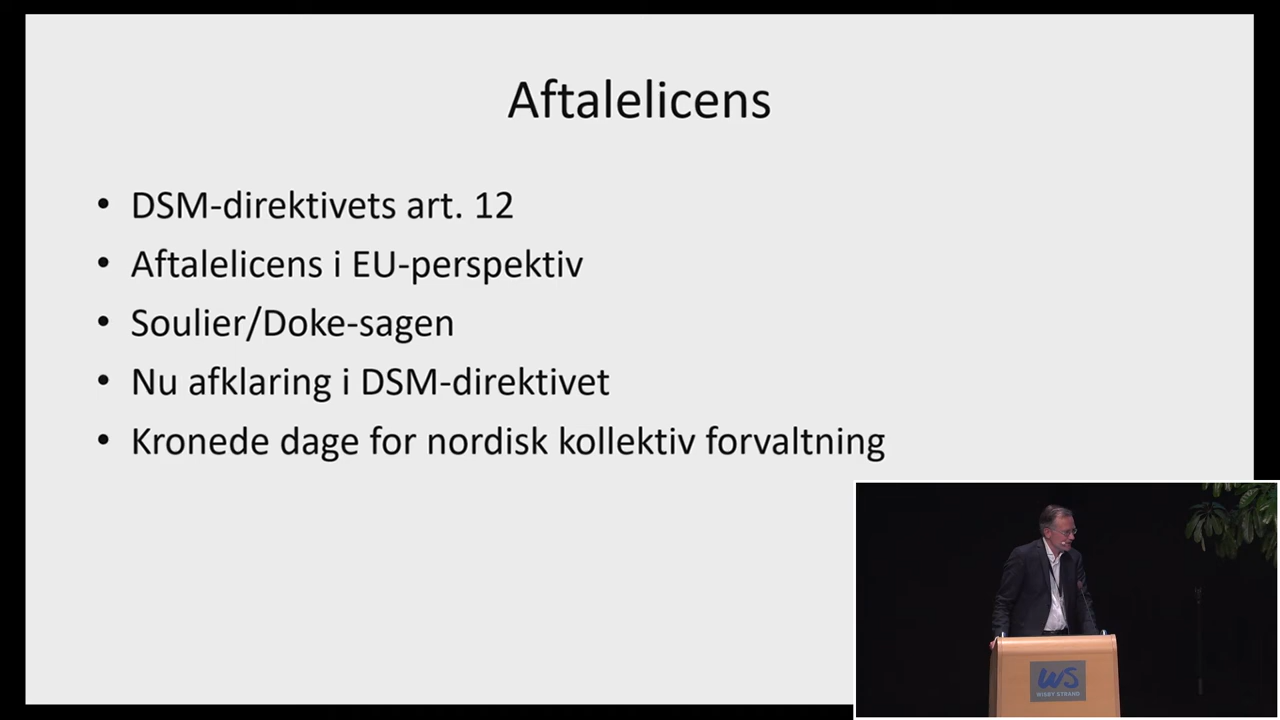 Aftalelicens
• DSM-direktivets art. 12
• Aftalelicens i EU-perspektiv
• Soulier/Doke-sagen
• Nu afklaring i DSM-direktivet
• Kronede dage for nordisk kollektiv forvaltning
WS
WISBY STRAND